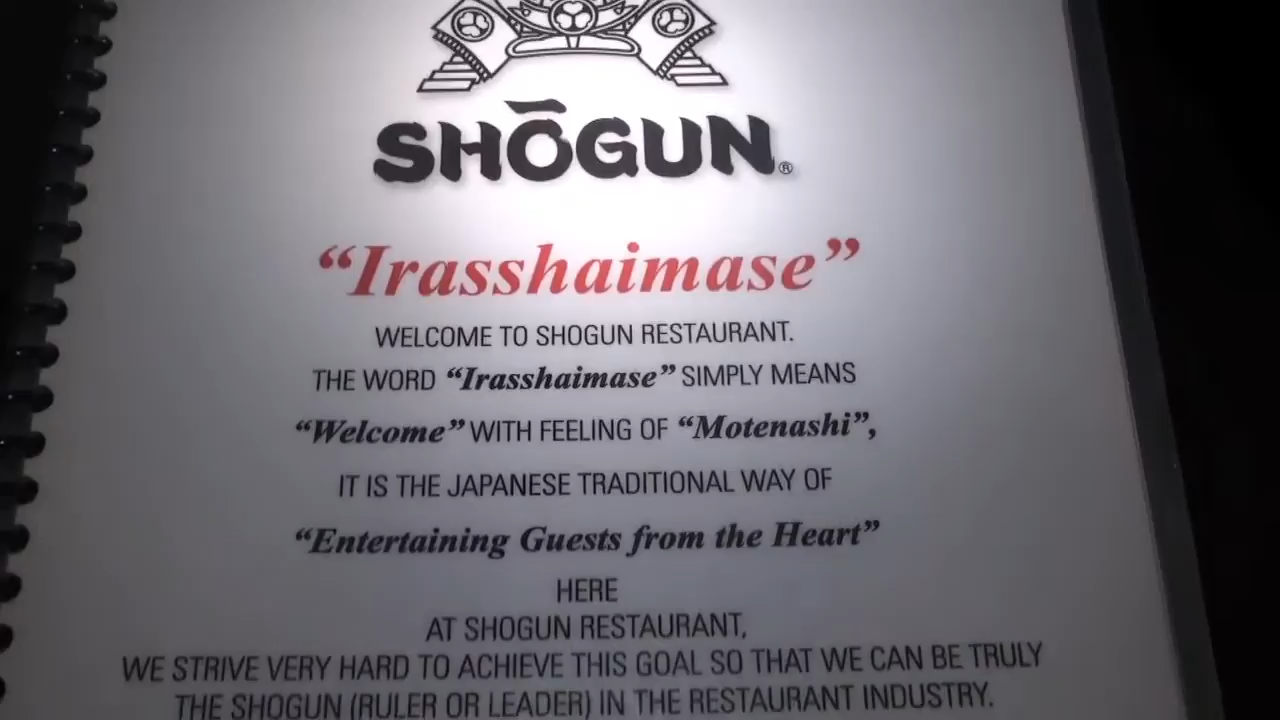 SHŌGUN®
“Irasshaimase”
WELCOME TO SHOGUN RESTAURANT.
THE WORD “Irasshaimase” SIMPLY MEANS
“Welcome” WITH FEELING OF “Motenashi”,
IT IS THE JAPANESE TRADITIONAL WAY OF
“Entertaining Guests from the Heart”
HERE
AT SHOGUN RESTAURANT,
WE STRIVE VERY HARD TO ACHIEVE THIS GOAL SO THAT WE CAN BE TRULY
THE SHOGUN (RULER OR LEADER) IN THE RESTAURANT INDUSTRY.